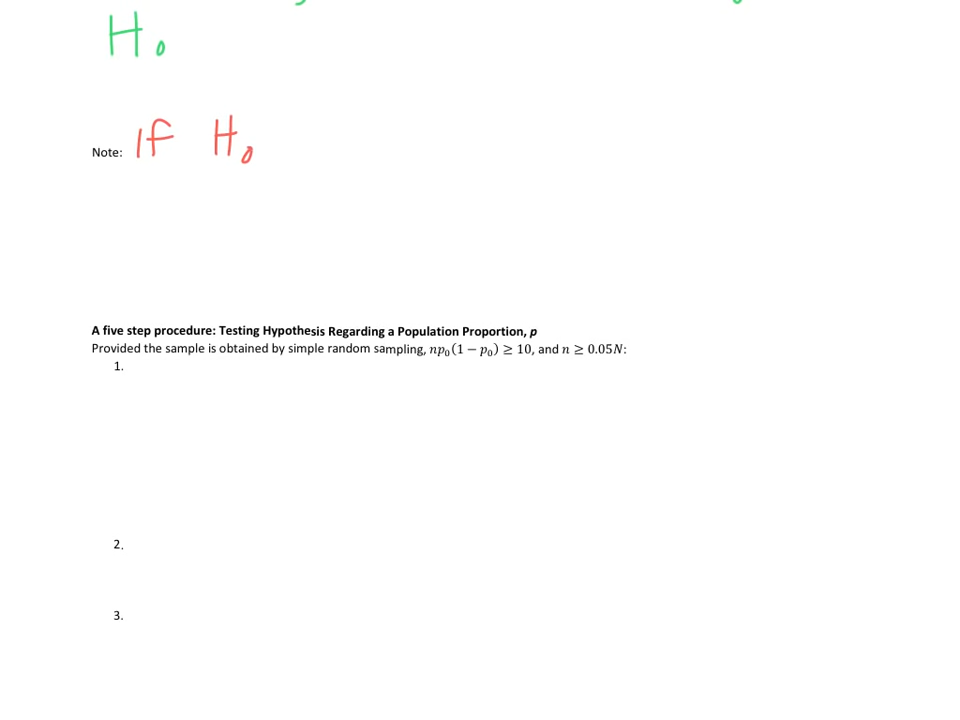 H₀
Note: If H₀
A five step procedure: Testing Hypothesis Regarding a Population Proportion, p
Provided the sample is obtained by simple random sampling, np₀(1 − p₀) ≥ 10, and n ≥ 0.05N:
1.
2.
3.